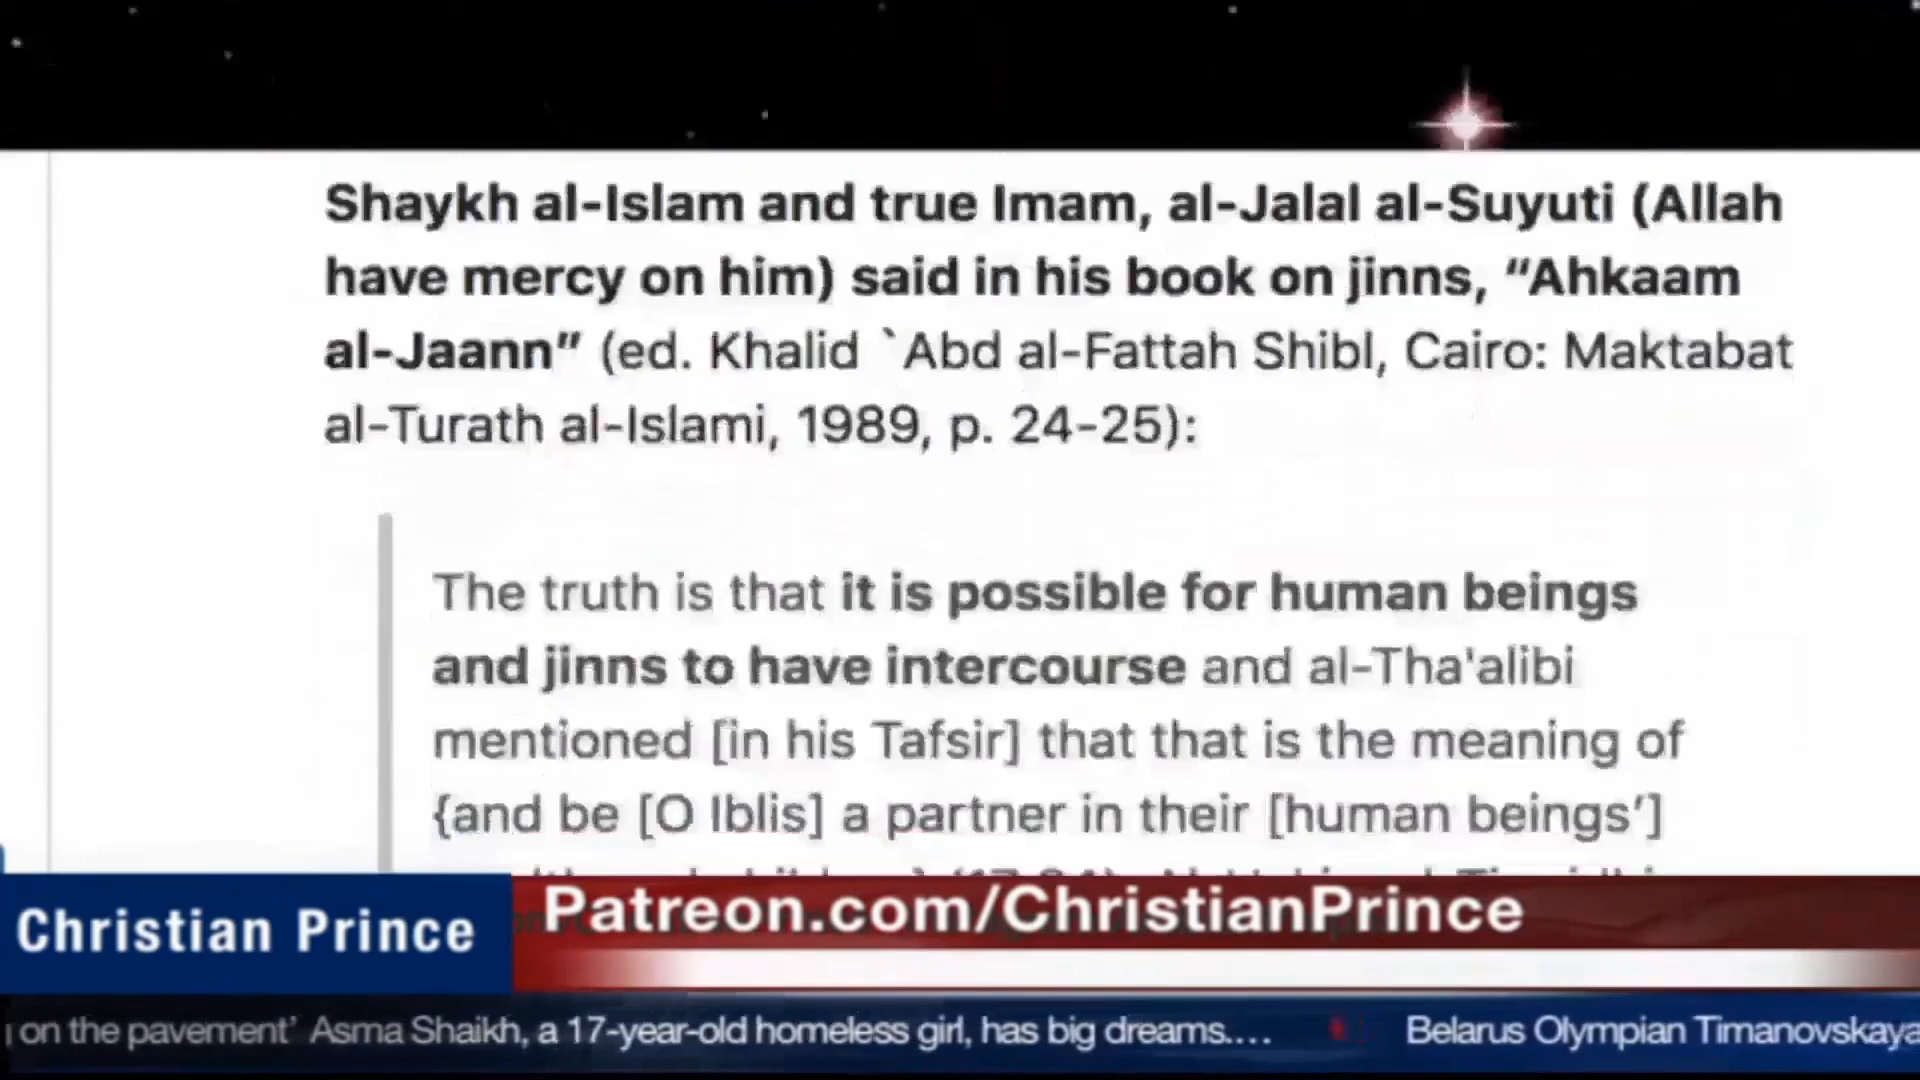 Shaykh al-Islam and true Imam, al-Jalal al-Suyuti (Allah
have mercy on him) said in his book on jinns, “Ahkaam
al-Jaann” (ed. Khalid `Abd al-Fattah Shibl, Cairo: Maktabat
al-Turath al-Islami, 1989, p. 24-25):
The truth is that it is possible for human beings
and jinns to have intercourse and al-Tha'alibi
mentioned [in his Tafsir] that that is the meaning of
{and be [O Iblis] a partner in their [human beings’]
Christian Prince
Patreon.com/ChristianPrince
on the pavement’ Asma Shaikh, a 17-year-old homeless girl, has big dreams.... Belarus Olympian Timanovskaya